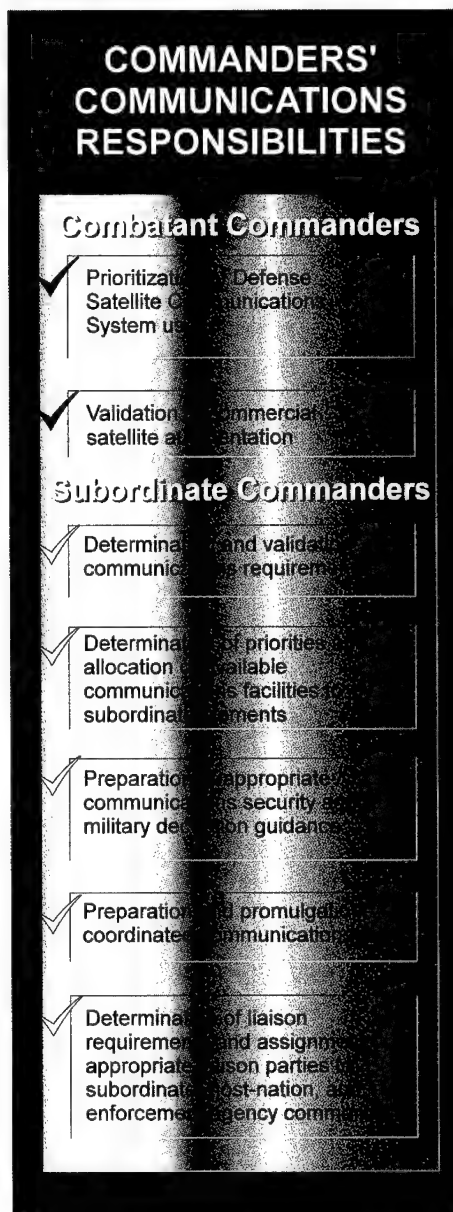 COMMANDERS'
COMMUNICATIONS
RESPONSIBILITIES
Combatant Commanders
Prioritization of Defense
Satellite Communications
System
Validation of commercial
satellite augmentation
Subordinate Commanders
Determination and validation
communications requirements
Determination of priorities
allocation of available
communications facilities to
subordinate elements
Preparation of appropriate
communications security and
military deception guidance
Preparation and promulgation
coordinated communications
Determination of liaison
requirements and assignment
appropriate liaison parties to
subordinate, host-nation, and
enforcement agency